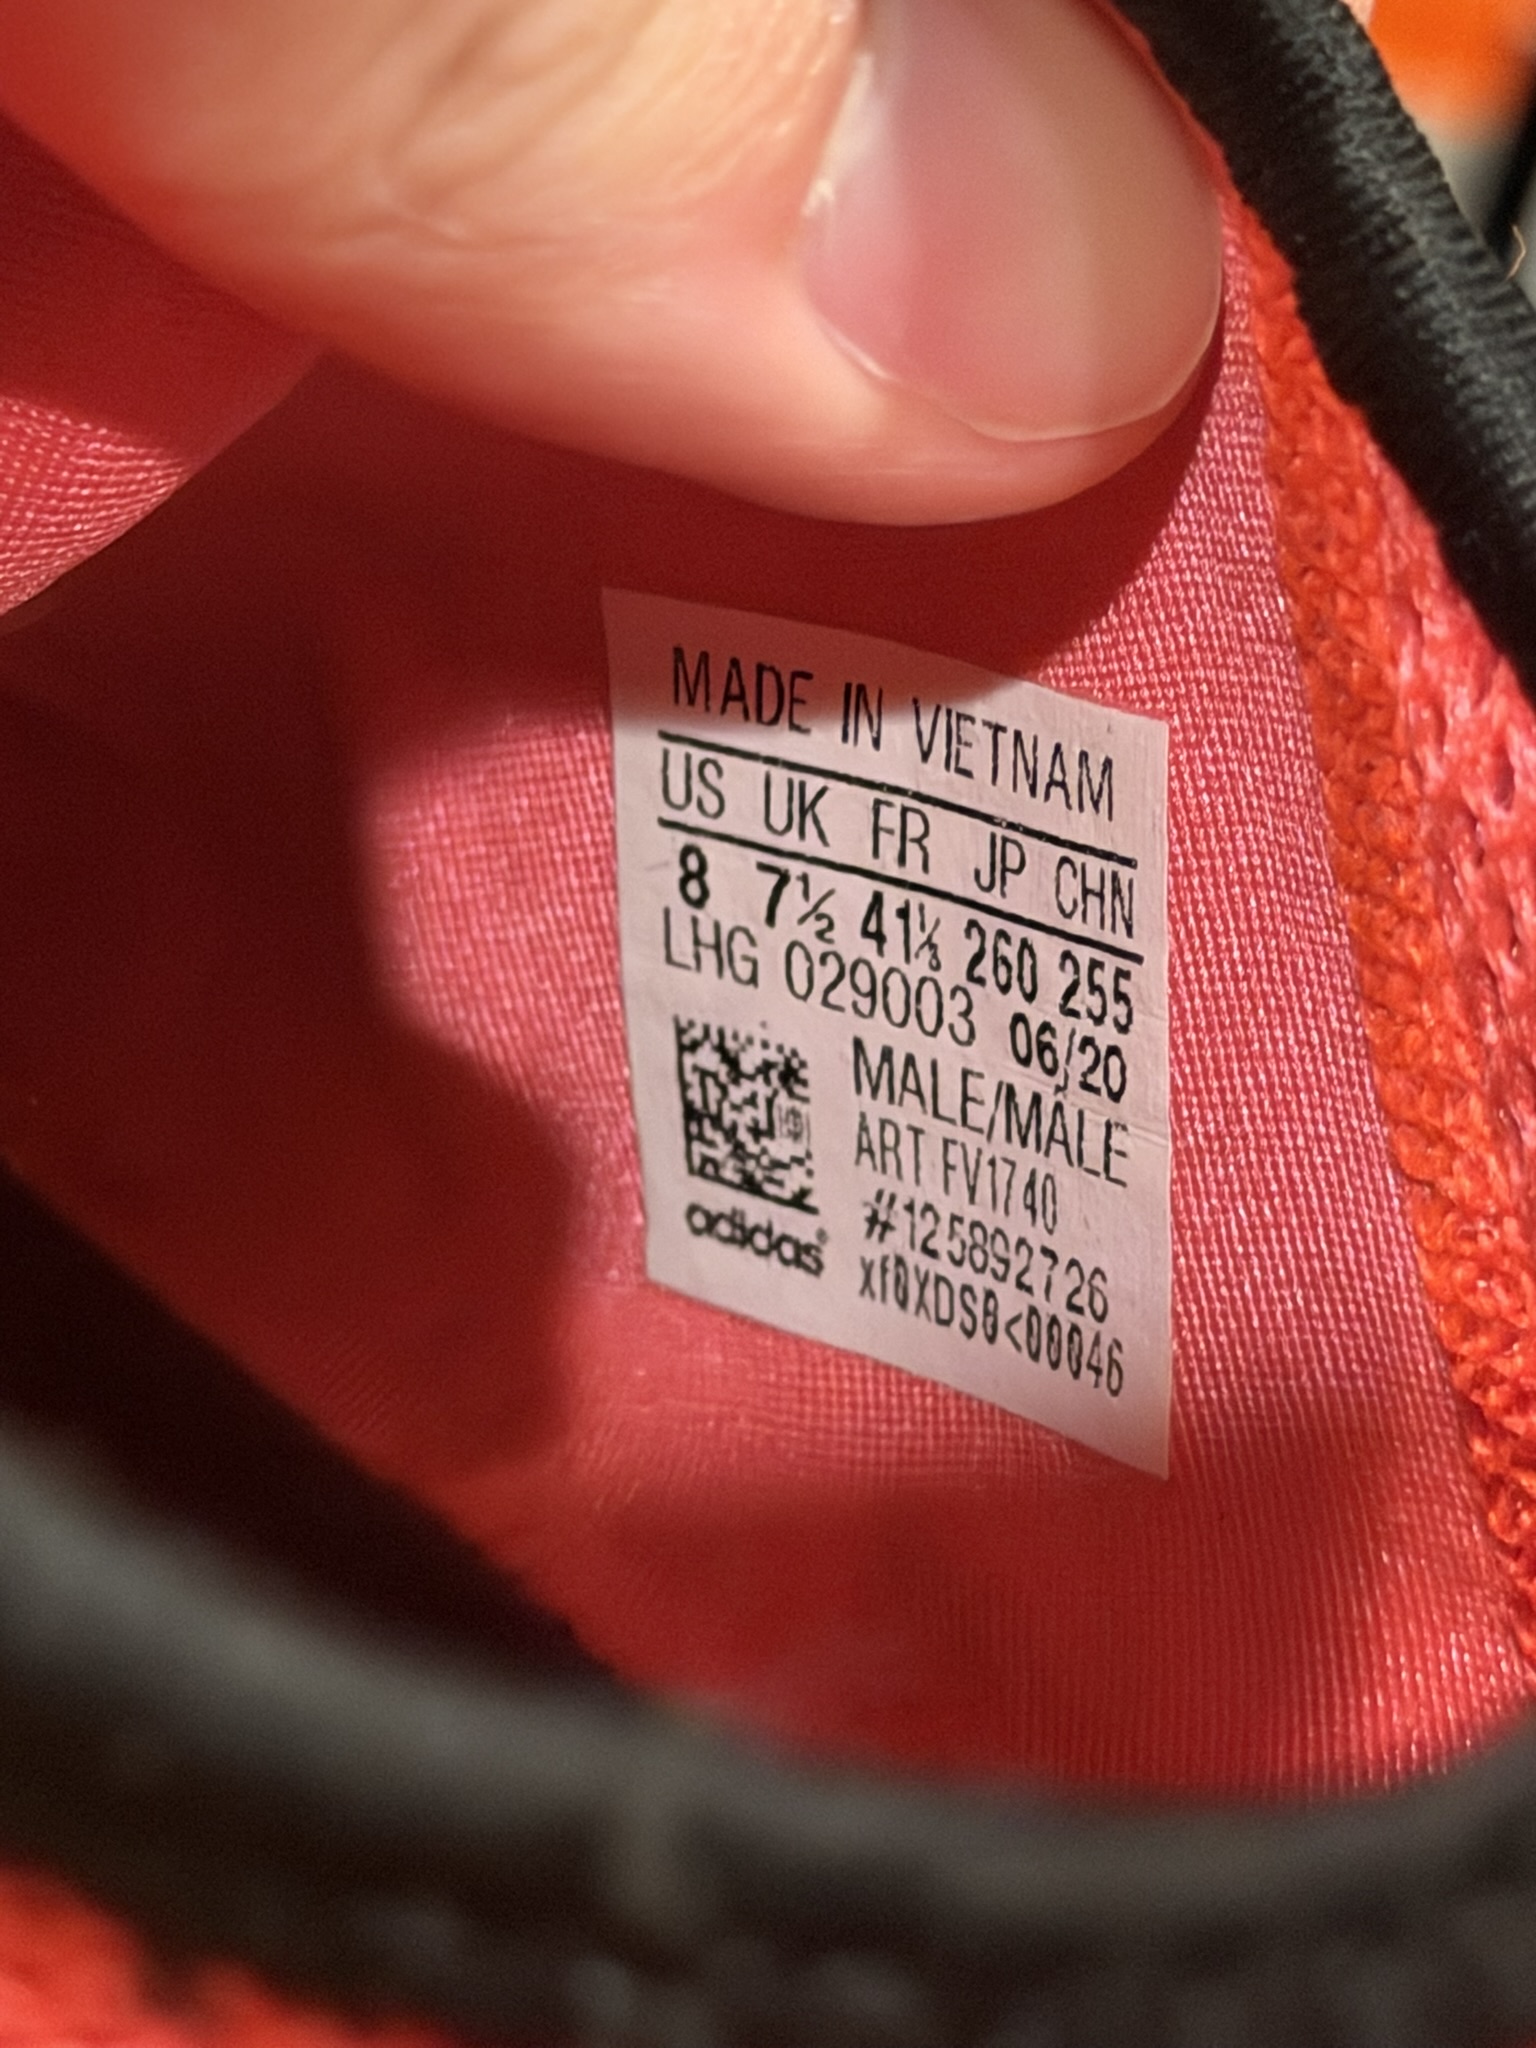 MADE IN VIETNAM
US UK FR JP CHN
8 7½ 41⅓ 260 255
LHG 029003 06/20
MALE/MÂLE
ART FV1740
#125892726
xf0XDS0<00046
adidas®